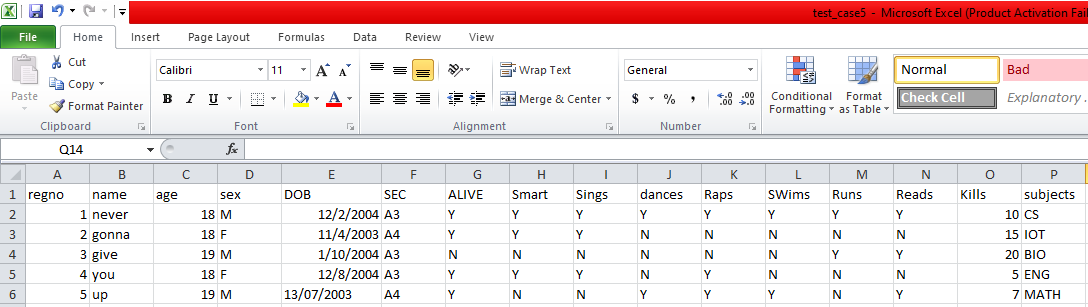 test_case5 - Microsoft Excel (Product Activation Fai
File Home Insert Page Layout Formulas Data Review View
Cut
Copy
Format Painter
Paste
Clipboard
Calibri 11 A A
B I U A
Font
Wrap Text
Merge & Center
Alignment
General
$ % , .0 .00 .00 .0
Number
Conditional Formatting
Format as Table
Normal Bad
Check Cell Explanatory ...
Q14 fx
A B C D E F G H I J K L M N O P
1 regno name age sex DOB SEC ALIVE Smart Sings dances Raps SWims Runs Reads Kills subjects
2 1 never 18 M 12/2/2004 A3 Y Y Y Y Y Y Y Y 10 CS
3 2 gonna 18 F 11/4/2003 A4 Y Y Y N N N N N 15 IOT
4 3 give 19 M 1/10/2004 A3 N N N N N N Y Y 20 BIO
5 4 you 18 F 12/8/2004 A3 Y Y Y N Y N N N 5 ENG
6 5 up 19 M 13/07/2003 A4 Y N N Y Y Y N Y 7 MATH